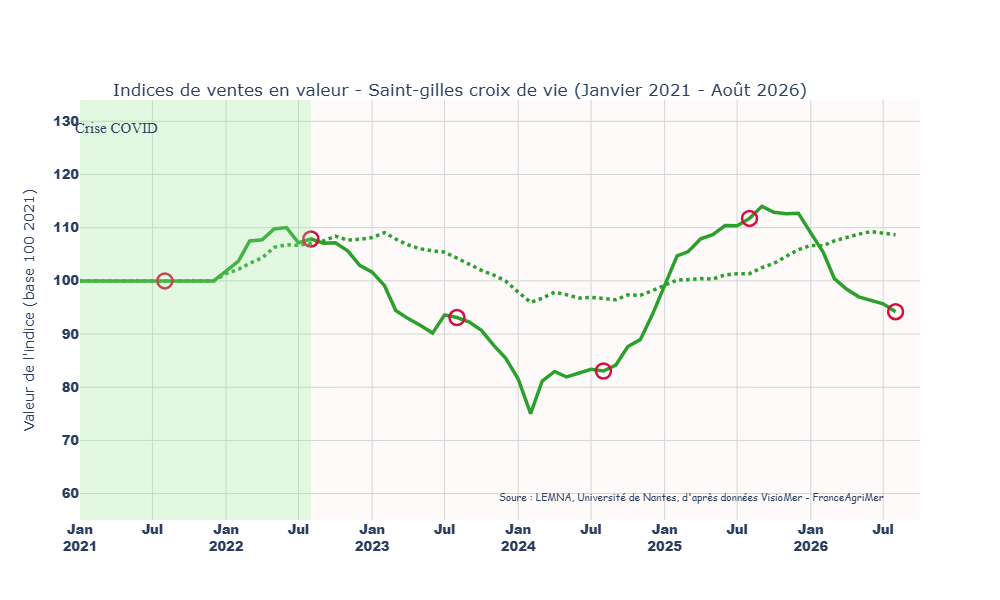 Indices de ventes en valeur - Saint-gilles croix de vie (Janvier 2021 - Août 2026)
Valeur de l'indice (base 100 2021)
130
Crise COVID
120
110
100
90
80
70
60
Soure : LEMNA, Université de Nantes, d'après données VisioMer - FranceAgriMer
Jan Jul Jan Jul Jan Jul Jan Jul Jan Jul Jan Jul
2021 2022 2023 2024 2025 2026